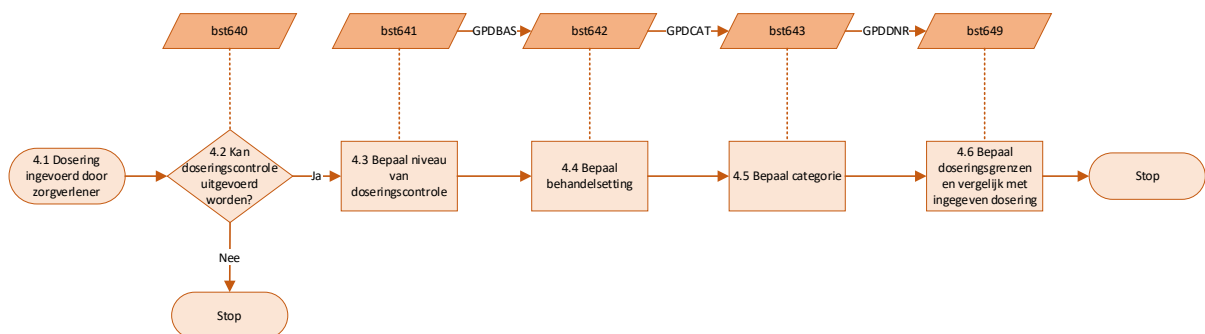 bst640
bst641
GPDBAS
bst642
GPDCAT
bst643
GPDDNR
bst649
4.1 Dosering
ingevoerd door
zorgverlener
4.2 Kan
doseringscontrole
uitgevoerd
worden?
Ja
4.3 Bepaal niveau
van
doseringscontrole
4.4 Bepaal
behandelsetting
4.5 Bepaal categorie
4.6 Bepaal
doseringsgrenzen
en vergelijk met
ingegeven dosering
Stop
Nee
Stop